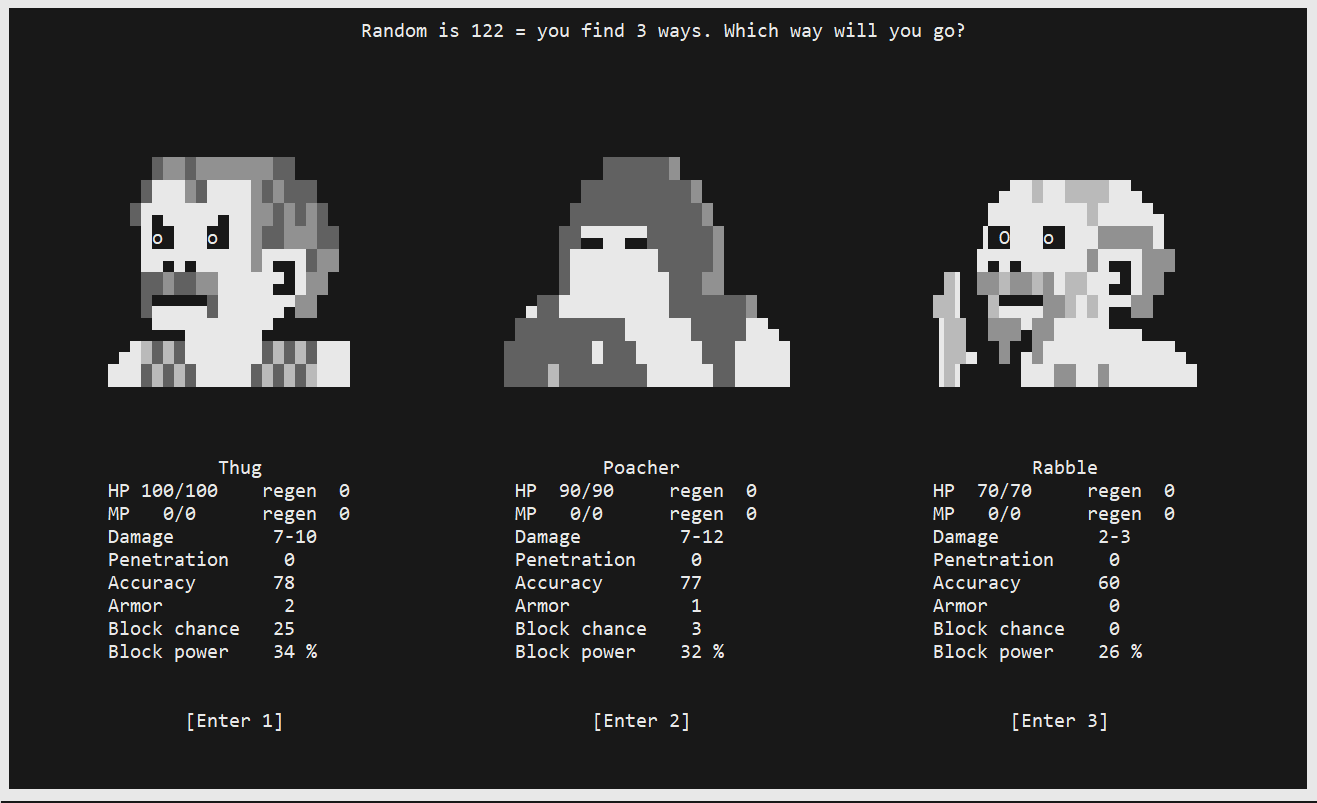 Random is 122 = you find 3 ways. Which way will you go?
o o
O o
Thug Poacher Rabble
HP 100/100 regen 0 HP 90/90 regen 0 HP 70/70 regen 0
MP 0/0 regen 0 MP 0/0 regen 0 MP 0/0 regen 0
Damage 7-10 Damage 7-12 Damage 2-3
Penetration 0 Penetration 0 Penetration 0
Accuracy 78 Accuracy 77 Accuracy 60
Armor 2 Armor 1 Armor 0
Block chance 25 Block chance 3 Block chance 0
Block power 34 % Block power 32 % Block power 26 %
[Enter 1] [Enter 2] [Enter 3]